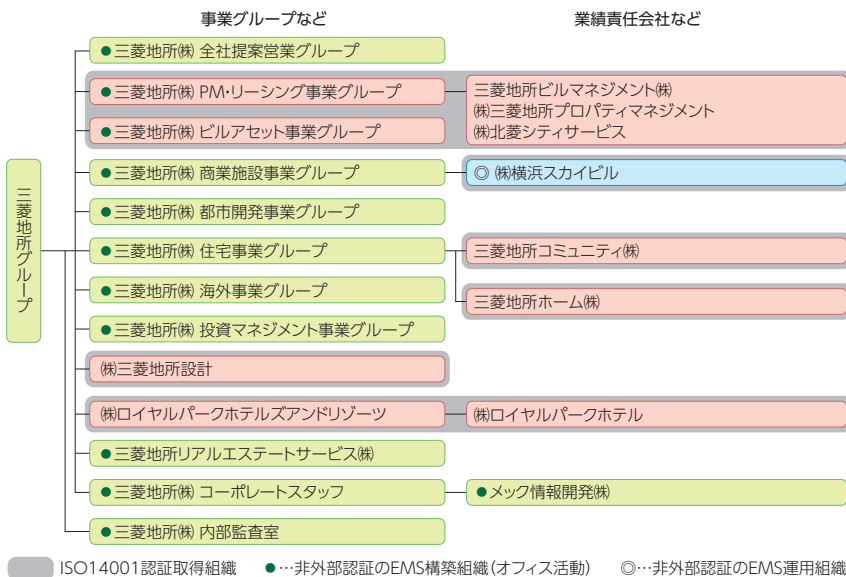 事業グループなど
業績責任会社など
三菱地所グループ
●三菱地所㈱ 全社提案営業グループ
●三菱地所㈱ PM・リーシング事業グループ
●三菱地所㈱ ビルアセット事業グループ
三菱地所ビルマネジメント㈱
㈱三菱地所プロパティマネジメント
㈱北菱シティサービス
●三菱地所㈱ 商業施設事業グループ
◎ ㈱横浜スカイビル
●三菱地所㈱ 都市開発事業グループ
●三菱地所㈱ 住宅事業グループ
三菱地所コミュニティ㈱
三菱地所ホーム㈱
●三菱地所㈱ 海外事業グループ
●三菱地所㈱ 投資マネジメント事業グループ
㈱三菱地所設計
㈱ロイヤルパークホテルズアンドリゾーツ
㈱ロイヤルパークホテル
●三菱地所リアルエステートサービス㈱
●三菱地所㈱ コーポレートスタッフ
●メック情報開発㈱
●三菱地所㈱ 内部監査室
ISO14001認証取得組織 ●…非外部認証のEMS構築組織(オフィス活動) ◎…非外部認証のEMS運用組織